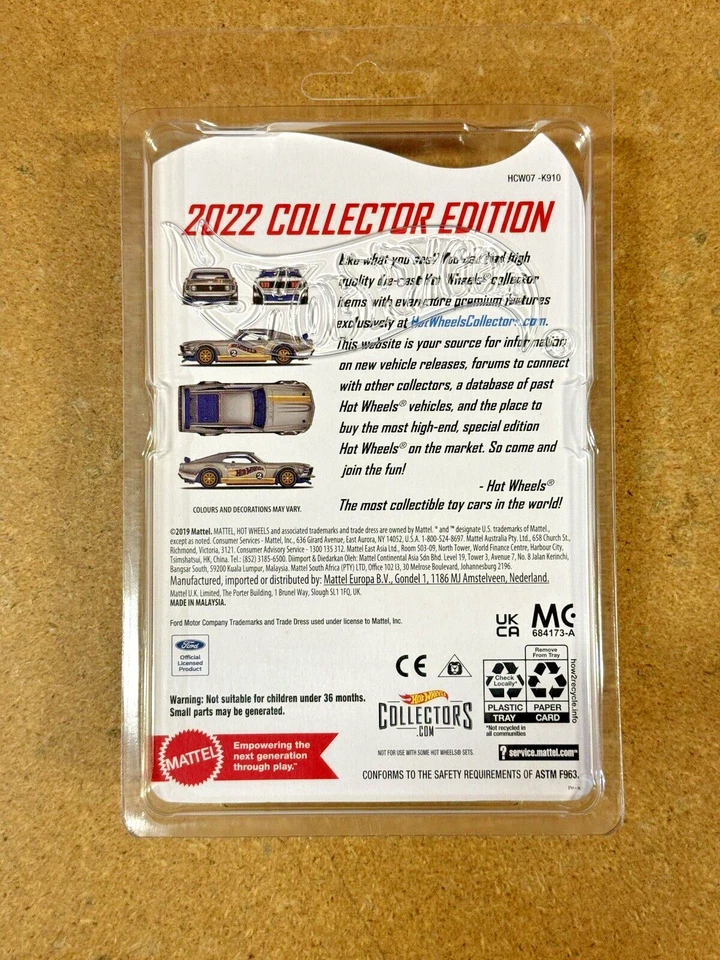 HCW07 -K910
2022 COLLECTOR EDITION
Like what you see? You can find high
quality die-cast Hot Wheels® collector
items with even more premium features
exclusively at HotWheelsCollectors.com.
This website is your source for information
on new vehicle releases, forums to connect
with other collectors, a database of past
Hot Wheels® vehicles, and the place to
buy the most high-end, special edition
Hot Wheels® on the market. So come and
join the fun!
- Hot Wheels®
The most collectible toy cars in the world!
COLOURS AND DECORATIONS MAY VARY.
©2019 Mattel. MATTEL, HOT WHEELS and associated trademarks and trade dress are owned by Mattel. ® and ™ designate U.S. trademarks of Mattel,
except as noted. Consumer Services - Mattel, Inc., 636 Girard Avenue, East Aurora, NY 14052, U.S.A. 1-800-524-8697. Mattel Australia Pty. Ltd., 658 Church St.,
Richmond, Victoria, 3121. Consumer Advisory Service - 1300 135 312. Mattel East Asia Ltd., Room 503-09, North Tower, World Finance Centre, Harbour City,
Tsimshatsui, HK, China. Tel.: (852) 3185-6500. Diimport & Diedarkan Oleh: Mattel Continental Asia Sdn Bhd. Level 19, Tower 3, Avenue 7, No. 8 Jalan Kerinchi,
Bangsar South, 59200 Kuala Lumpur, Malaysia. Mattel South Africa (PTY) LTD, Office 102 I3, 30 Melrose Boulevard, Johannesburg 2196.
Manufactured, imported or distributed by: Mattel Europa B.V., Gondel 1, 1186 MJ Amstelveen, Nederland.
Mattel U.K. Limited, The Porter Building, 1 Brunel Way, Slough SL1 1FQ, UK.
MADE IN MALAYSIA.
Ford Motor Company Trademarks and Trade Dress used under license to Mattel, Inc.
UK
CA
MC
684173-A
Ford
Official
Licensed
Product
CE
Remove
From Tray
Check
Locally*
PLASTIC
TRAY
PAPER
CARD
*Not recycled in
all communities
how2recycle.info
Warning: Not suitable for children under 36 months.
Small parts may be generated.
HOT WHEELS
COLLECTORS
.COM
MATTEL
Empowering the
next generation
through play.™
NOT FOR USE WITH SOME HOT WHEELS® SETS.
? service.mattel.com™
CONFORMS TO THE SAFETY REQUIREMENTS OF ASTM F963.